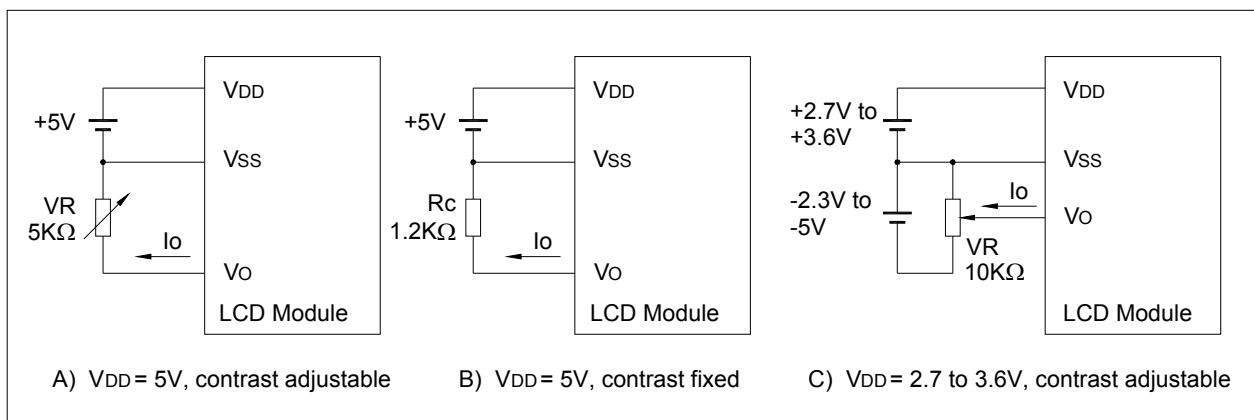 VDD
+5V
VSS
VR
5KΩ
Io
VO
LCD Module
A) VDD = 5V, contrast adjustable
VDD
+5V
VSS
Rc
1.2KΩ
Io
VO
LCD Module
B) VDD = 5V, contrast fixed
VDD
+2.7V to
+3.6V
VSS
-2.3V to
-5V
Io
VO
VR
10KΩ
LCD Module
C) VDD = 2.7 to 3.6V, contrast adjustable